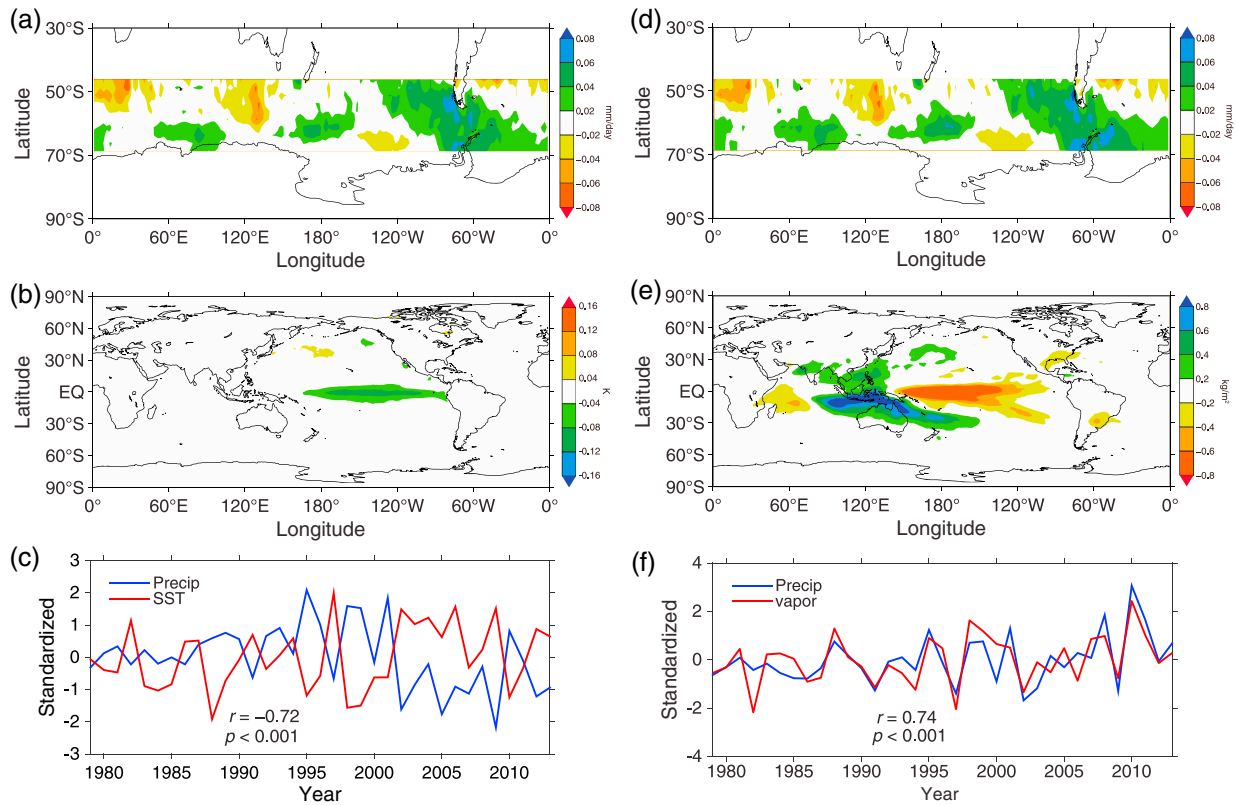 (a)
30°S
50°S
70°S
90°S
Latitude
0°
60°E
120°E
180°
120°W
60°W
0°
Longitude
0.08
0.06
0.04
0.02
−0.02
−0.04
−0.06
−0.08
mm/day
(d)
30°S
50°S
70°S
90°S
Latitude
0°
60°E
120°E
180°
120°W
60°W
0°
Longitude
0.08
0.06
0.04
0.02
−0.02
−0.04
−0.06
−0.08
mm/day
(b)
90°N
60°N
30°N
EQ
30°S
60°S
90°S
Latitude
0°
60°E
120°E
180°
120°W
60°W
0°
Longitude
0.16
0.12
0.08
0.04
-0.04
-0.08
-0.12
-0.16
K
(e)
90°N
60°N
30°N
EQ
30°S
60°S
90°S
Latitude
0°
60°E
120°E
180°
120°W
60°W
0°
Longitude
0.8
0.6
0.4
0.2
−0.2
−0.4
−0.6
−0.8
kg/m²
(c)
3
2
1
0
-1
-2
-3
Standardized
Precip
SST
r = −0.72
p < 0.001
1980
1985
1990
1995
2000
2005
2010
Year
(f)
4
2
0
-2
-4
Standardized
Precip
vapor
r = 0.74
p < 0.001
1980
1985
1990
1995
2000
2005
2010
Year